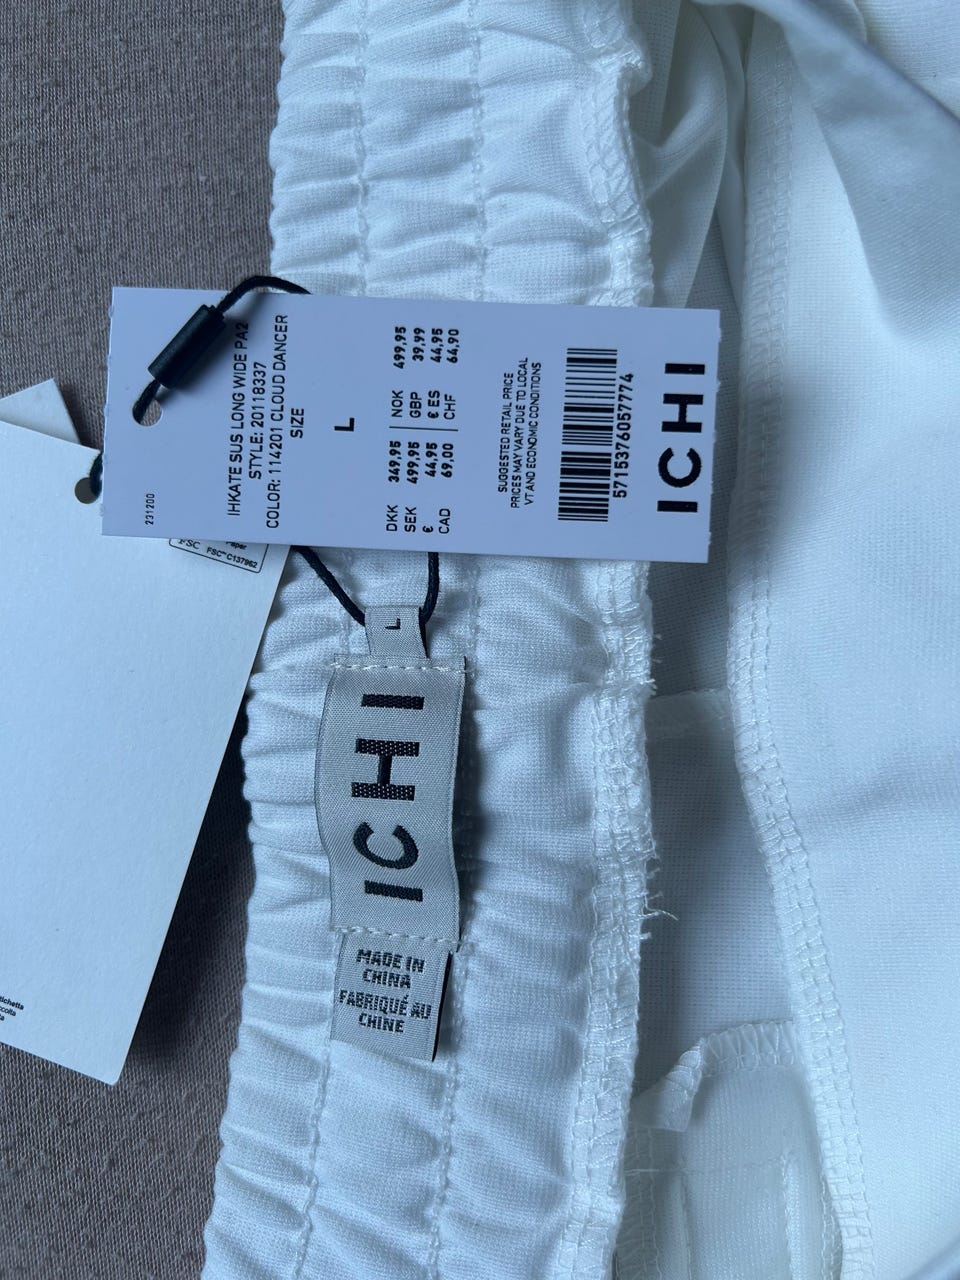 231200
IHKATE SUS LONG WIDE PA2
STYLE: 20118337
COLOR: 114201 CLOUD DANCER
SIZE
L
DKK 349,95 NOK 499,95
SEK 499,95 GBP 39,99
€ 44,95 € ES 44,95
CAD 69,00 CHF 64,90
SUGGESTED RETAIL PRICE
PRICES MAY VARY DUE TO LOCAL
VT AND ECONOMIC CONDITIONS
5715376057774
ICHI
Paper
FSC FSC™ C137962
L
ICHI
MADE IN
CHINA
FABRIQUÉ AU
CHINE